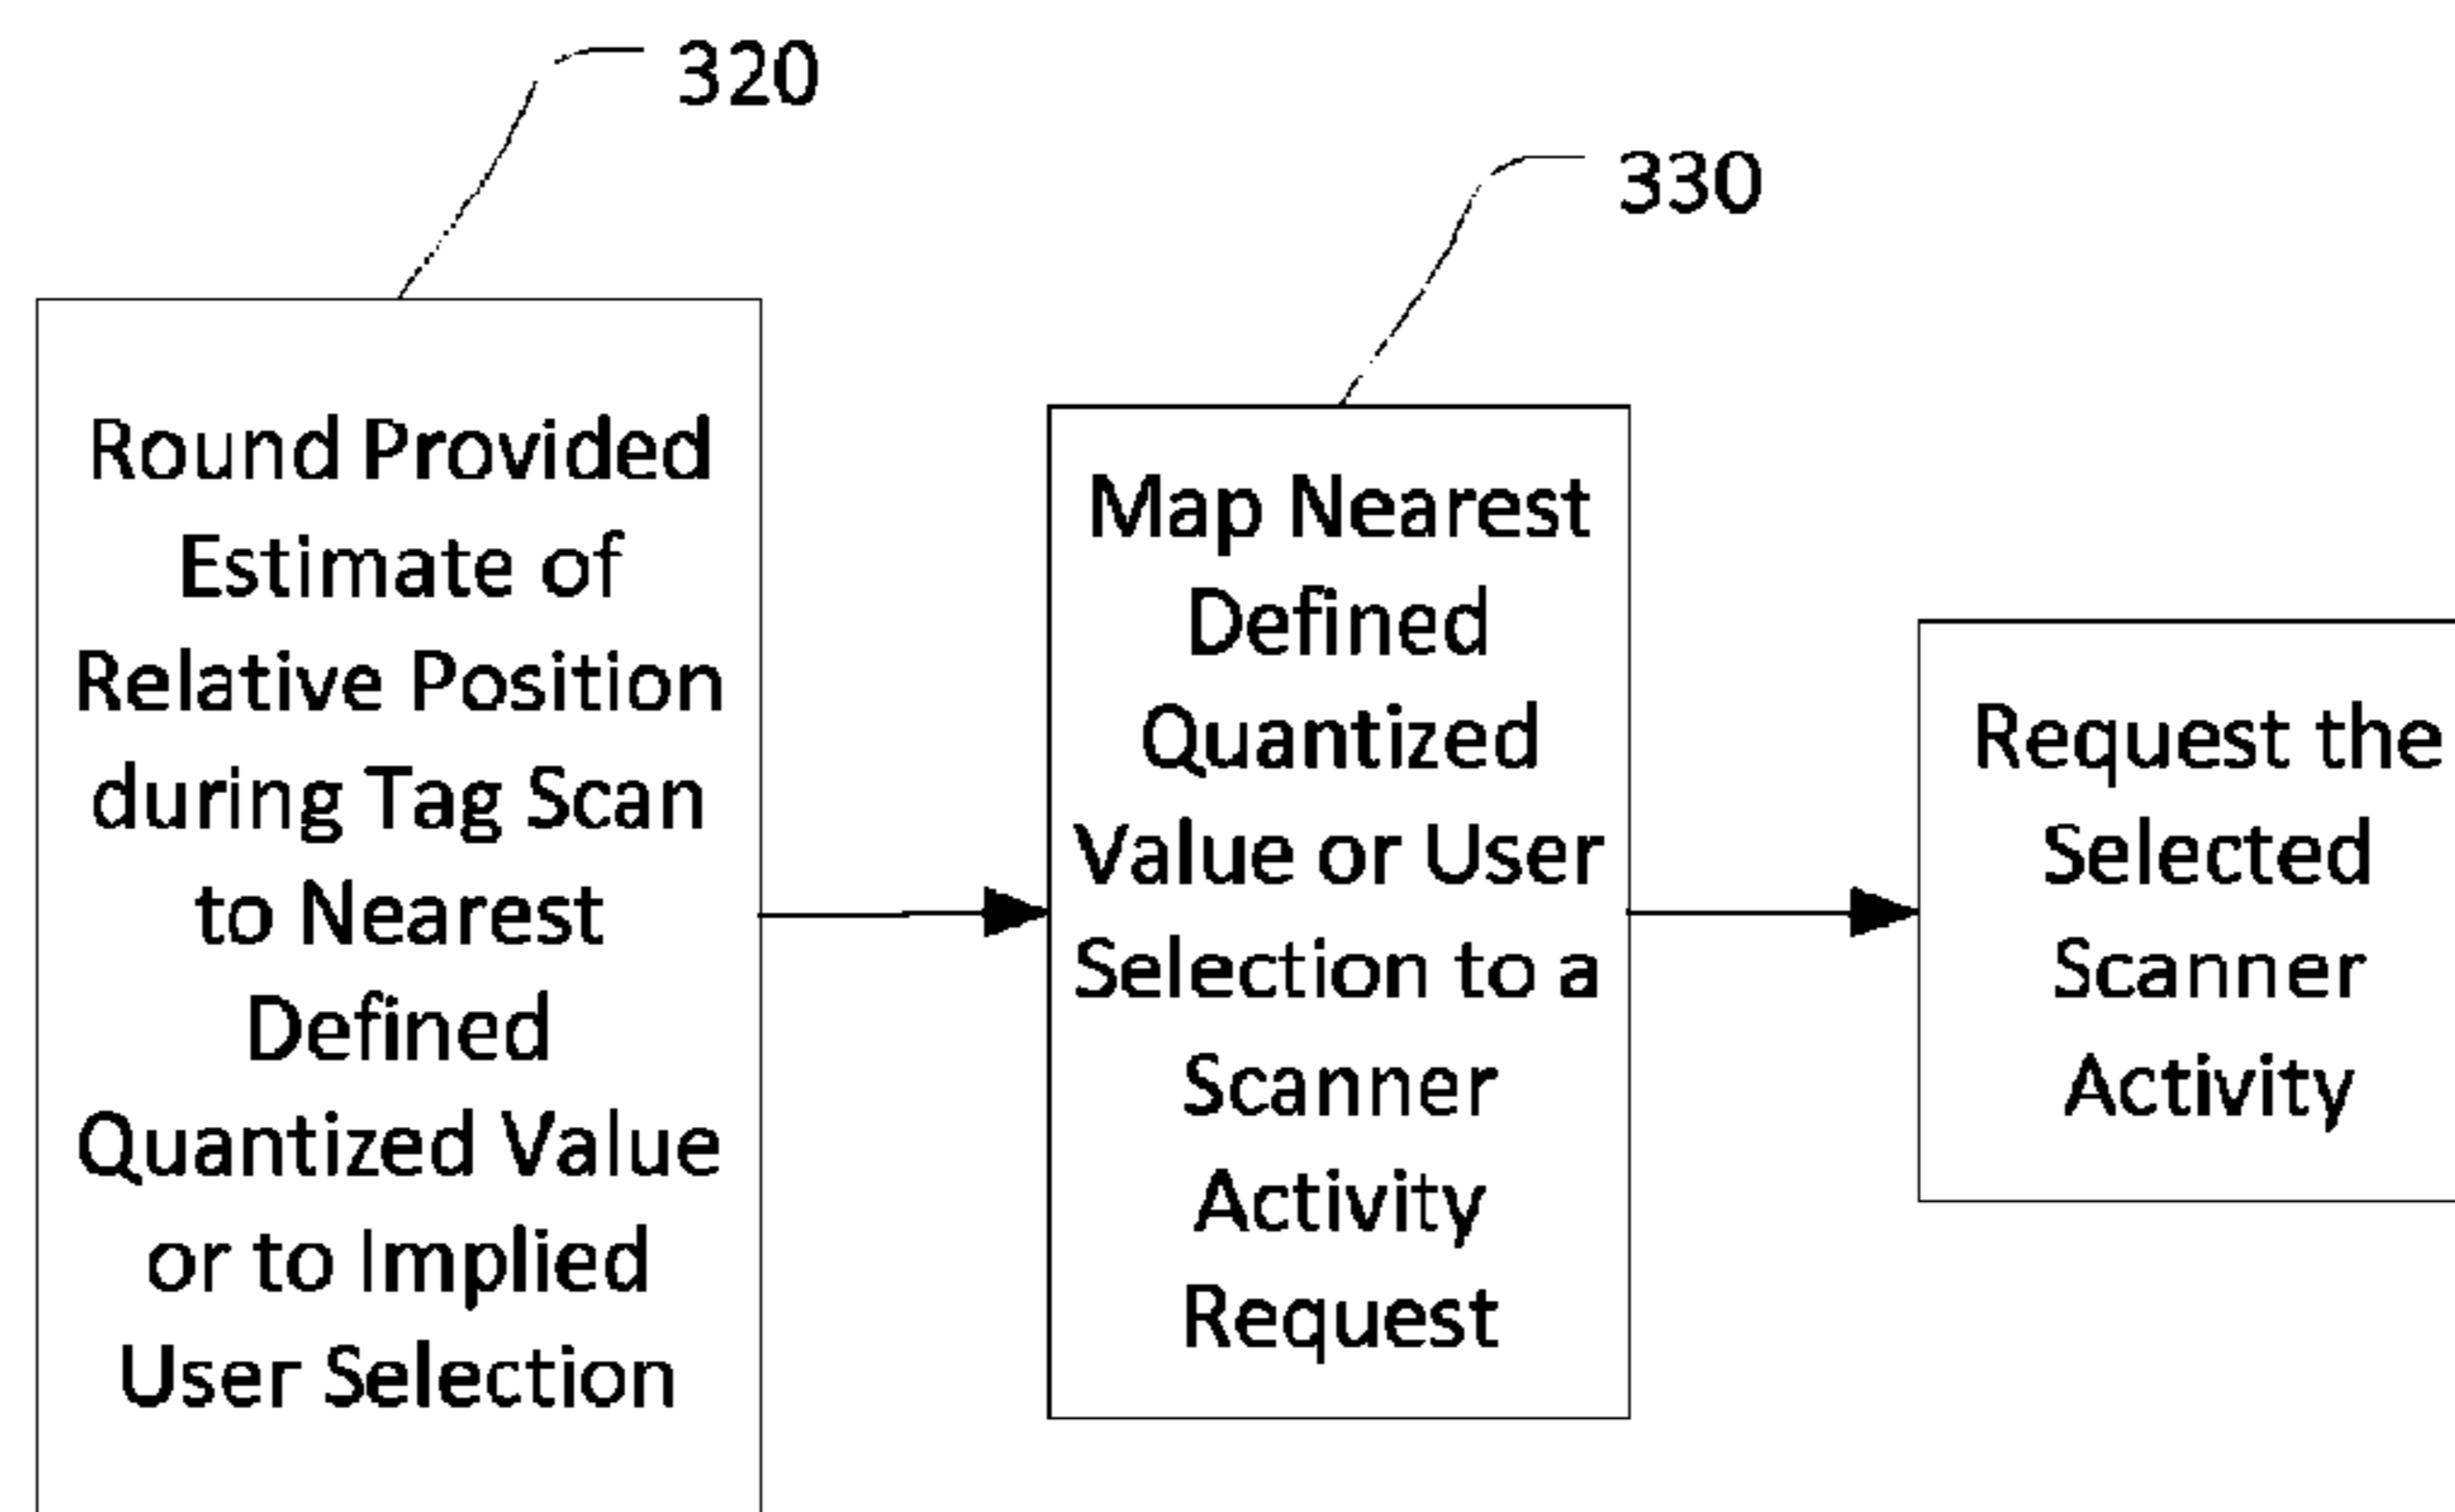 320
330
Round Provided
Estimate of
Relative Position
during Tag Scan
to Nearest
Defined
Quantized Value
or to Implied
User Selection
Map Nearest
Defined
Quantized
Value or User
Selection to a
Scanner
Activity
Request
Request the
Selected
Scanner
Activity